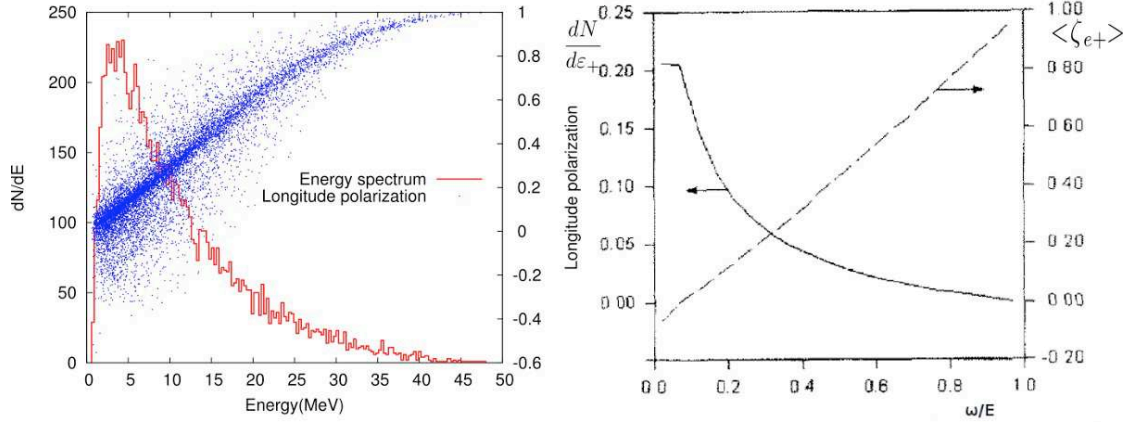 250
200
150
100
50
0
dN/dE
0 5 10 15 20 25 30 35 40 45 50
Energy(MeV)
1
0.8
0.6
0.4
0.2
0
-0.2
-0.4
-0.6
Longitude polarization
Energy spectrum
Longitude polarization
dN
dε+
0.25
0.20
0.15
0.10
0.05
0.00
0.0 0.2 0.4 0.6 0.8 1.0
ω/E
1.00
0.80
0.60
0.40
0.20
0.00
-0.20
<ζe+>